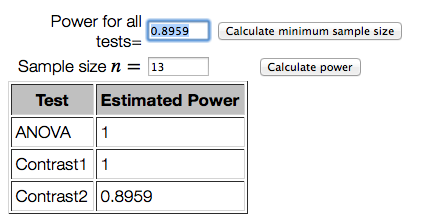 Power for all tests= 0.8959 Calculate minimum sample size
Sample size n = 13 Calculate power
Test Estimated Power
ANOVA 1
Contrast1 1
Contrast2 0.8959